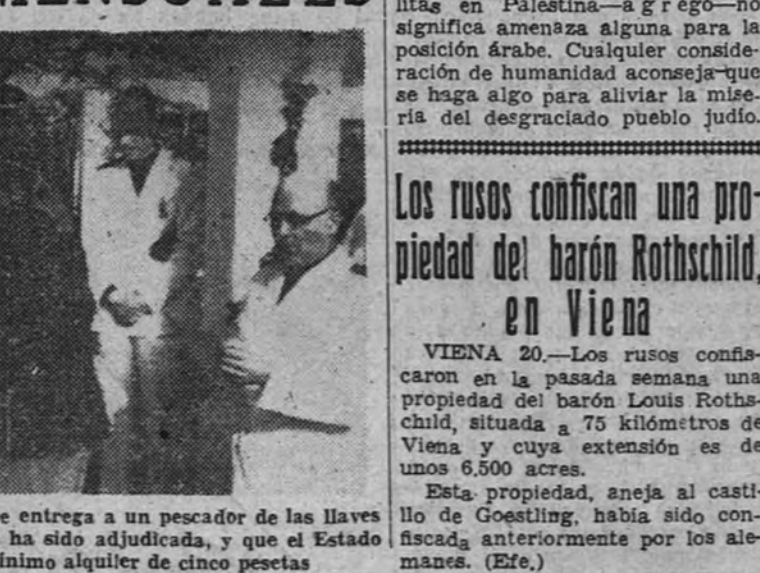 MENSUALES
e entrega a un pescador de las llaves
ha sido adjudicada, y que el Estado
ínimo alquiler de cinco pesetas
litas en Palestina—agregó—no
significa amenaza alguna para la
posición árabe. Cualquier conside-
ración de humanidad aconseja que
se haga algo para aliviar la mise-
ria del desgraciado pueblo judío.
Los rusos confiscan una pro-
piedad del barón Rothschild,
en Viena
VIENA 20.—Los rusos confis-
caron en la pasada semana una
propiedad del barón Louis Roths-
child, situada a 75 kilómetros de
Viena y cuya extensión es de
unos 6.500 acres.
Esta propiedad, aneja al casti-
llo de Goestling, había sido con-
fiscada anteriormente por los ale-
manes. (Efe.)